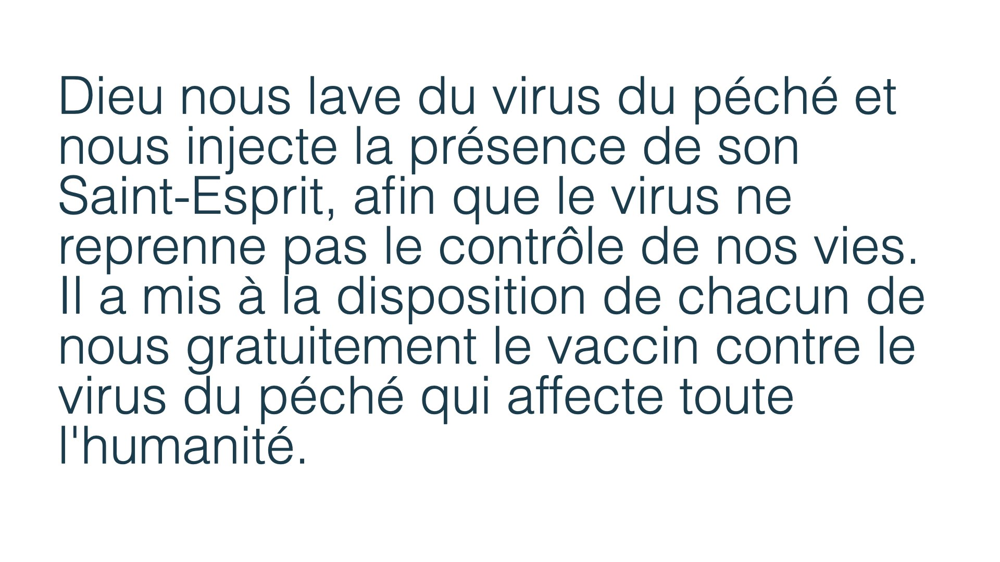 Dieu nous lave du virus du péché et
nous injecte la présence de son
Saint-Esprit, afin que le virus ne
reprenne pas le contrôle de nos vies.
Il a mis à la disposition de chacun de
nous gratuitement le vaccin contre le
virus du péché qui affecte toute
l'humanité.